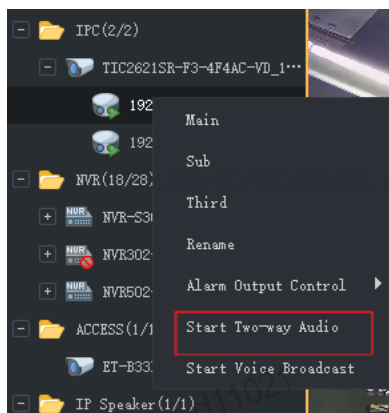 IPC(2/2)
TIC2621SR-F3-4F4AC-VD_1···
192
Main
192
Sub
NVR(18/28)
Third
NVR-S30
Rename
NVR302-
NVR502-
Alarm Output Control
ACCESS(1/1
Start Two-way Audio
ET-B33
Start Voice Broadcast
IP Speaker(1/1)